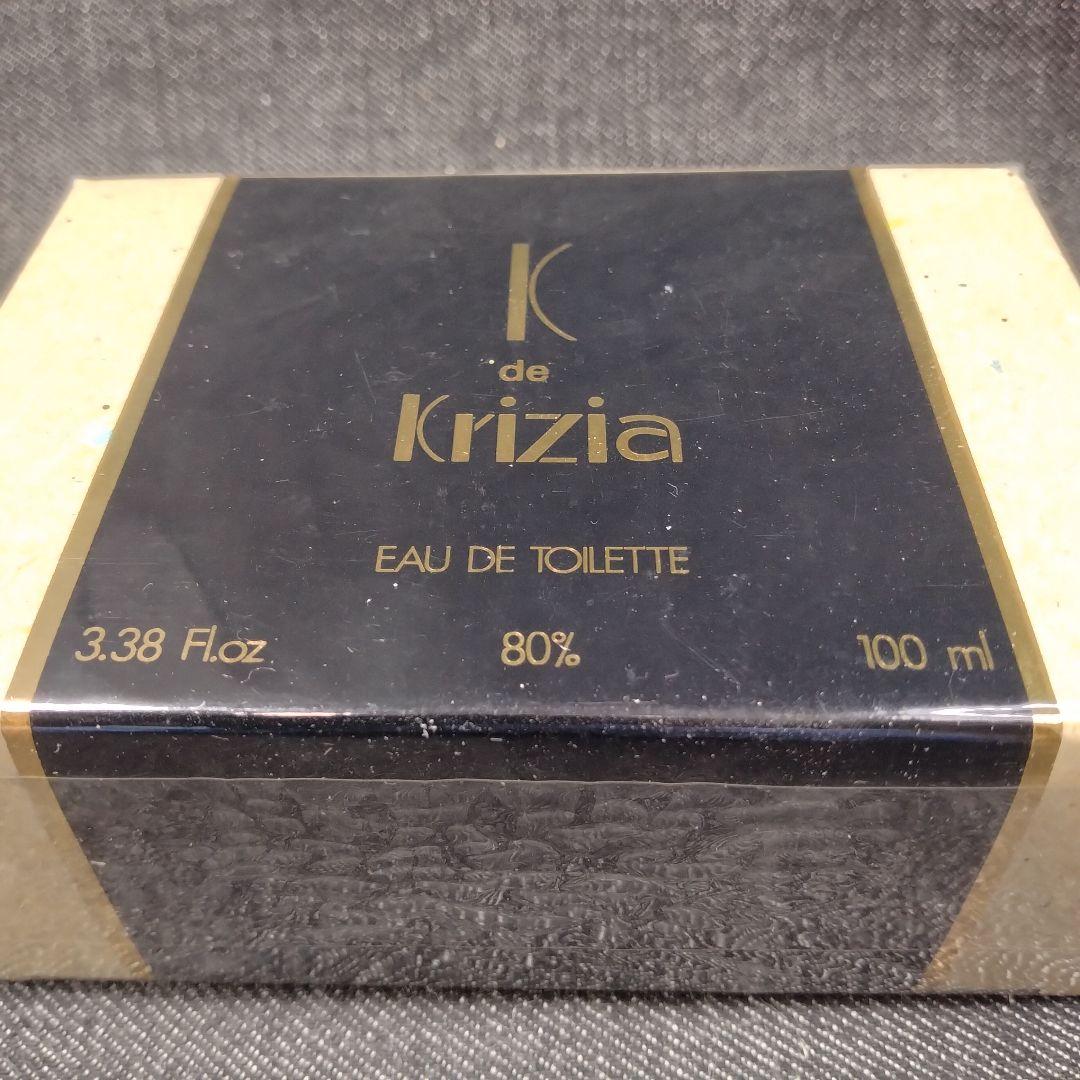 K
de
Krizia
EAU DE TOILETTE
3.38 Fl.oz 80% 100 ml